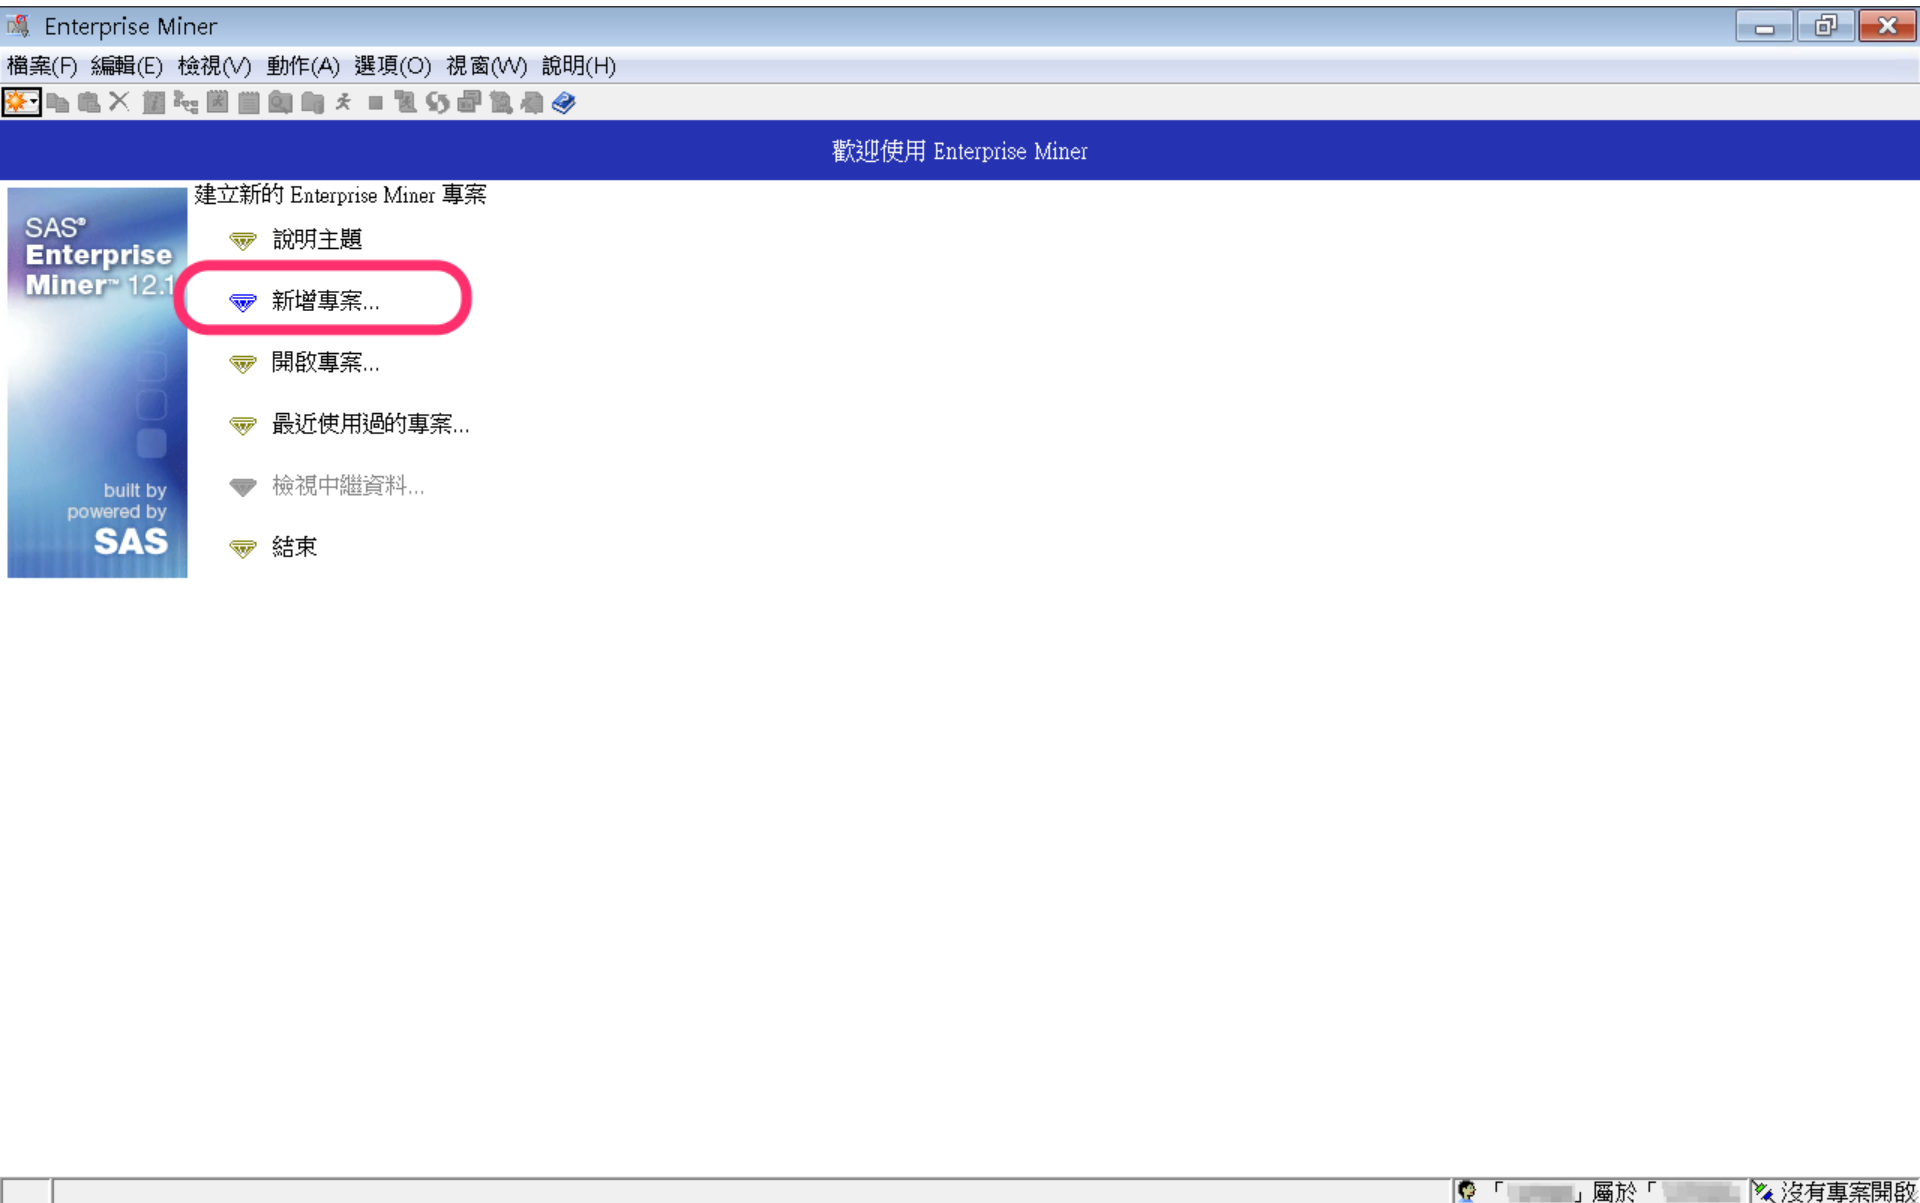 Enterprise Miner
檔案(F) 編輯(E) 檢視(V) 動作(A) 選項(O) 視窗(W) 說明(H)
歡迎使用 Enterprise Miner
建立新的 Enterprise Miner 專案
SAS®
Enterprise
Miner™ 12.1
說明主題
新增專案...
開啟專案...
最近使用過的專案...
檢視中繼資料...
結束
built by
powered by
SAS
「 」屬於「
沒有專案開啟